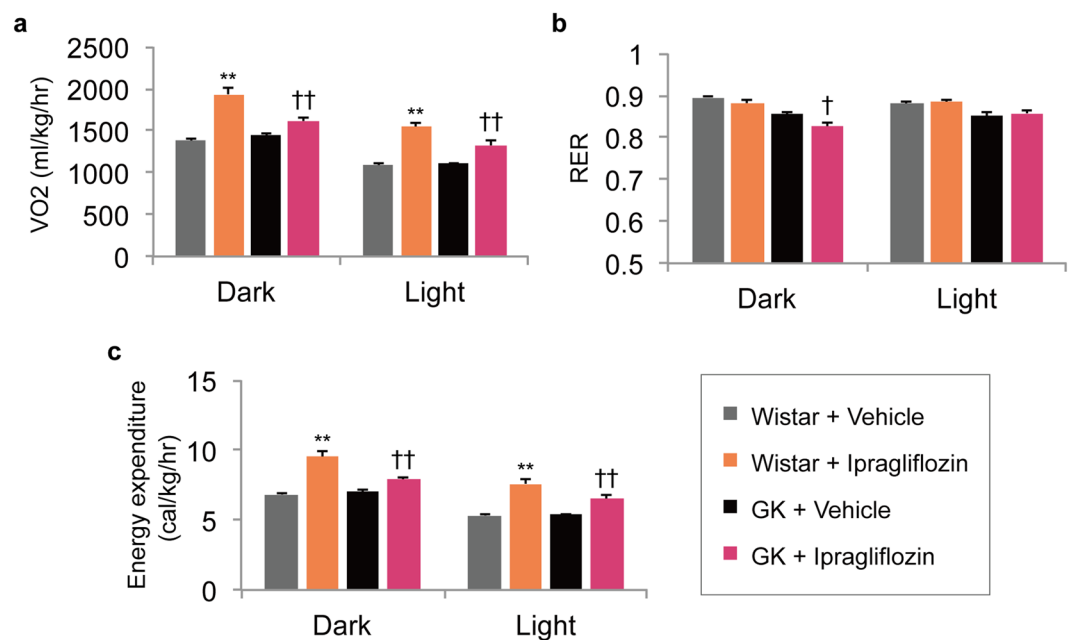 a
2500
2000
1500
1000
500
0
VO2 (ml/kg/hr)
**
††
**
††
Dark
Light
b
1
0.9
0.8
0.7
0.6
0.5
RER
†
Dark
Light
c
15
10
5
0
Energy expenditure
(cal/kg/hr)
**
††
**
††
Dark
Light
Wistar + Vehicle
Wistar + Ipragliflozin
GK + Vehicle
GK + Ipragliflozin